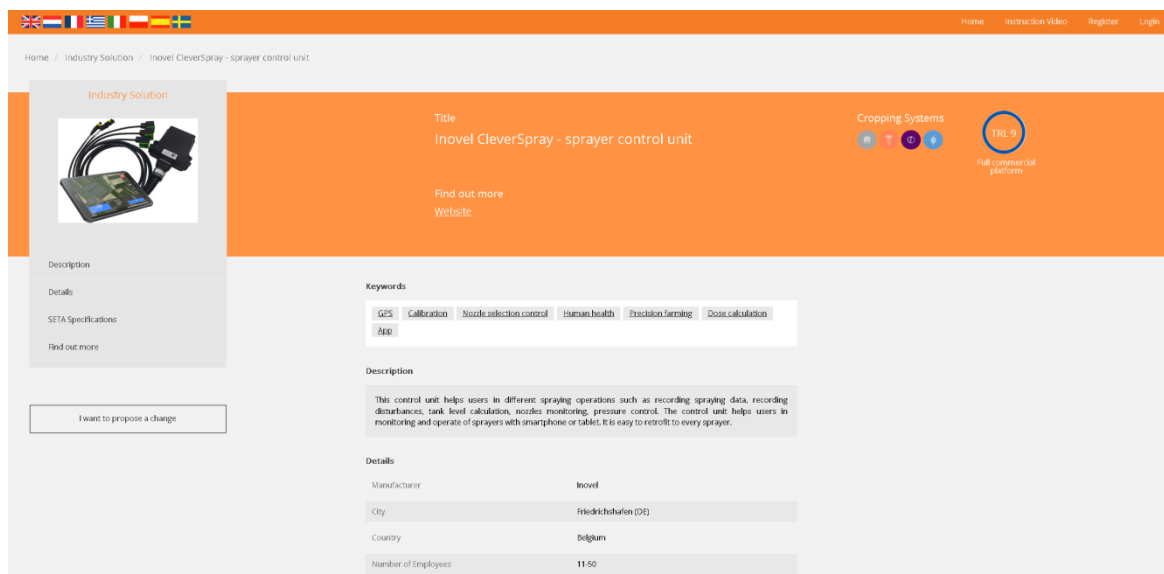 Home Instruction Video Register Login
Home / Industry Solution / Inovel CleverSpray - sprayer control unit
Industry Solution
Description
Details
SETA Specifications
Find out more
I want to propose a change
Title
Inovel CleverSpray - sprayer control unit
Find out more
Website
Cropping Systems
TRL 9
Full commercial
platform
Keywords
GPS Calibration Nozzle selection control Human health Precision farming Dose calculation
App
Description
This control unit helps users in different spraying operations such as recording spraying data, recording
disturbances, tank level calculation, nozzles monitoring, pressure control. The control unit helps users in
monitoring and operate of sprayers with smartphone or tablet. It is easy to retrofit to every sprayer.
Details
Manufacturer Inovel
City Friedrichshafen (DE)
Country Belgium
Number of Employees 11-50